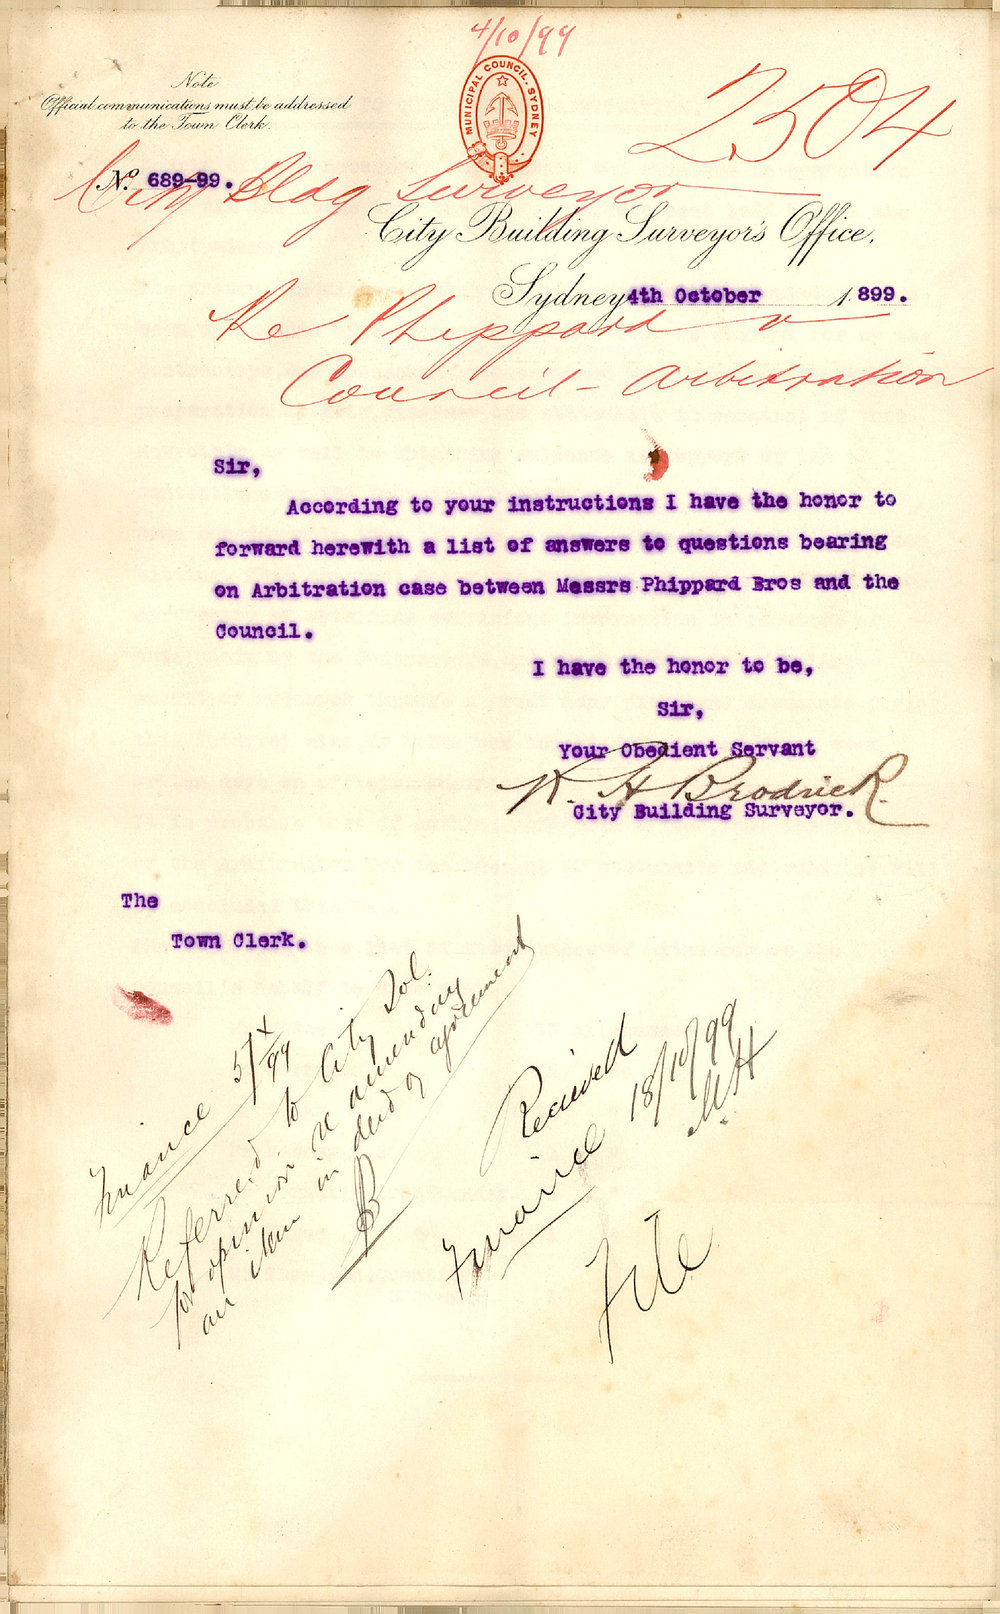 4/10/99
MUNICIPAL COUNCIL. SYDNEY
2504
Note
Official communications must be addressed
to the Town Clerk.
No. 689-99.
City Bldg Surveyor
City Building Surveyor's Office,
Sydney 4th October 1899.
Re Phippard v
Council - Arbitration
Sir,
According to your instructions I have the honor to
forward herewith a list of answers to questions bearing
on Arbitration case between Messrs Phippard Bros and the
Council.
I have the honor to be,
Sir,
Your Obedient Servant
City Building Surveyor.
The
Town Clerk.
Finance 5/X/99
Referred to City Sol.
for opinion re amending
an item in deed of agreement
Received
Finance 18/10/99
File